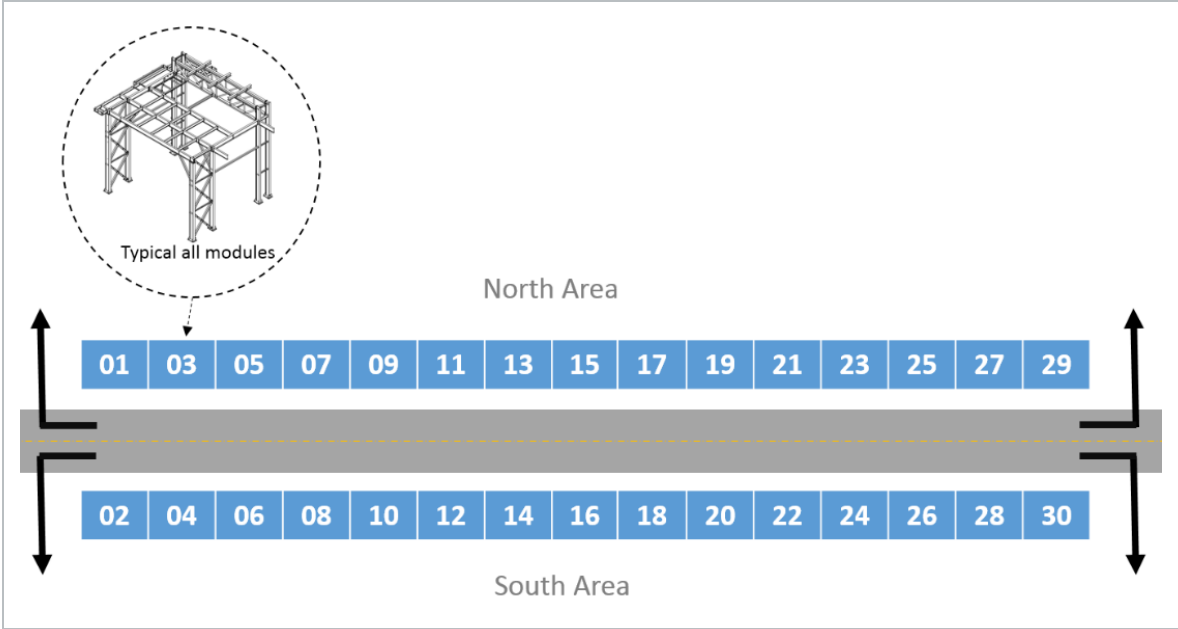 Typical all modules
North Area
01 03 05 07 09 11 13 15 17 19 21 23 25 27 29
02 04 06 08 10 12 14 16 18 20 22 24 26 28 30
South Area